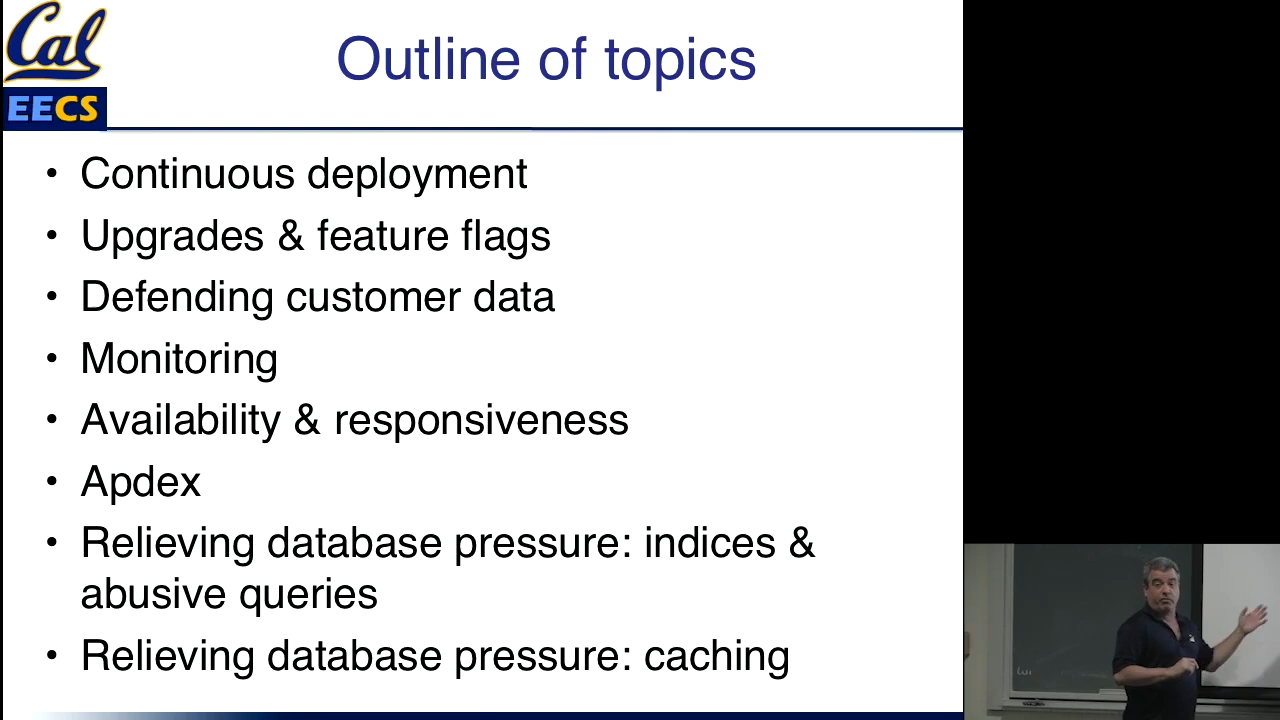 Cal
EECS
Outline of topics
• Continuous deployment
• Upgrades & feature flags
• Defending customer data
• Monitoring
• Availability & responsiveness
• Apdex
• Relieving database pressure: indices &
abusive queries
• Relieving database pressure: caching